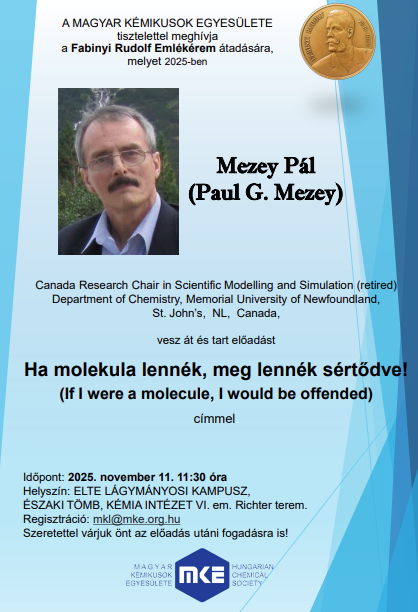 A MAGYAR KÉMIKUSOK EGYESÜLETE
tisztelettel meghívja
a Fabinyi Rudolf Emlékérem átadására,
melyet 2025-ben
Mezey Pál
(Paul G. Mezey)
Canada Research Chair in Scientific Modelling and Simulation (retired)
Department of Chemistry, Memorial University of Newfoundland,
St. John's, NL, Canada,
vesz át és tart előadást
Ha molekula lennék, meg lennék sértődve!
(If I were a molecule, I would be offended)
címmel
Időpont: 2025. november 11. 11:30 óra
Helyszín: ELTE LÁGYMÁNYOSI KAMPUSZ,
ÉSZAKI TÖMB, KÉMIA INTÉZET VI. em. Richter terem.
Regisztráció: mkl@mke.org.hu
Szeretettel várjuk önt az előadás utáni fogadásra is!
MAGYAR
KÉMIKUSOK
EGYESÜLETE
MKE
HUNGARIAN
CHEMICAL
SOCIETY